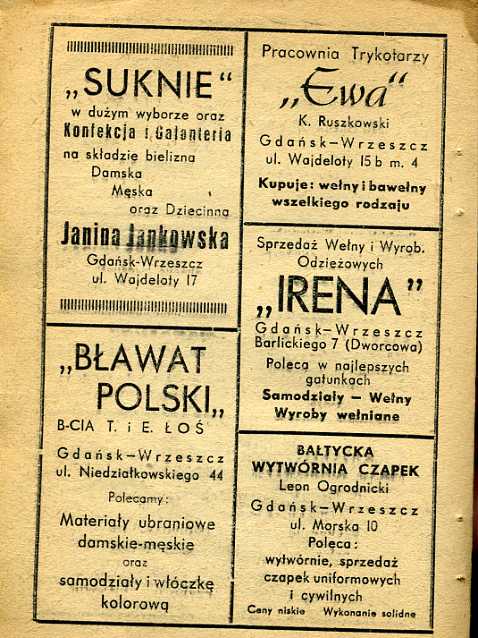 „SUKNIE“
w dużym wyborze oraz
Konfekcja i Galanteria
na składzie bielizna
Damska
Męska
oraz Dziecinna
Janina Jankowska
Gdańsk-Wrzeszcz
ul. Wajdeloty 17
„BŁAWAT
POLSKI„
B-CIA T. i E. ŁOŚ
Gdańsk-Wrzeszcz
ul. Niedziałkowskiego 44
Polecamy:
Materiały ubraniowe
damskie-męskie
oraz
samodziały i włóczkę
kolorową
Pracownia Trykotarzy
„Ewa“
K. Ruszkowski
Gdańsk-Wrzeszcz
ul. Wajdeloty 15 b m. 4
Kupuje: wełny i bawełny
wszelkiego rodzaju
Sprzedaż Wełny i Wyrob.
Odzieżowych
„IRENA”
Gdańsk-Wrzeszcz
Barlickiego 7 (Dworcowa)
Poleca w najlepszych
gatunkach
Samodziały – Wełny
Wyroby wełniane
BAŁTYCKA
WYTWÓRNIA CZAPEK
Leon Ogrodnicki
Gdańsk-Wrzeszcz
ul. Morska 10
Poleca:
wytwórnie, sprzedaż
czapek uniformowych
i cywilnych
Ceny niskie Wykonanie solidne